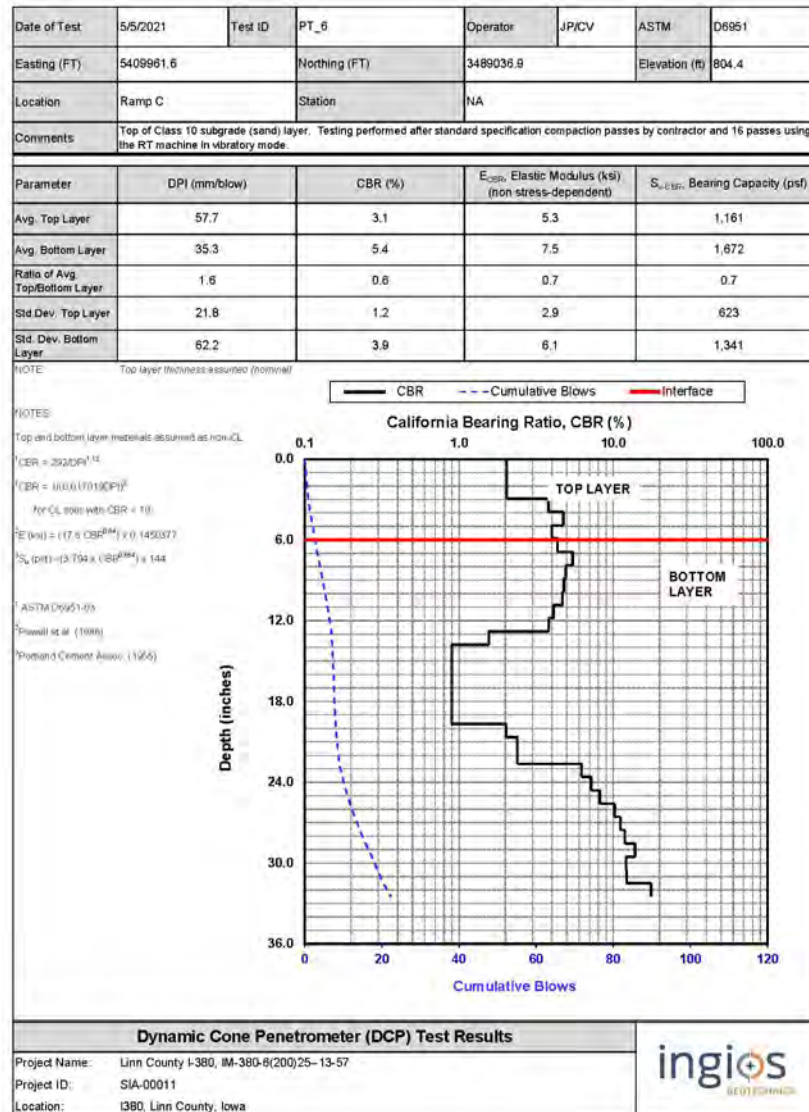 Date of Test 5/5/2021 Test ID PT_6 Operator JP/CV ASTM D6951
Easting (FT) 5409961.6 Northing (FT) 3489036.9 Elevation (ft) 804.4
Location Ramp C Station NA
Comments Top of Class 10 subgrade (sand) layer. Testing performed after standard specification compaction passes by contractor and 16 passes using
the RT machine in vibratory mode.
Parameter DPI (mm/blow) CBR (%) E_CBR, Elastic Modulus (ksi) (non stress-dependent) S_u-CBR, Bearing Capacity (psf)
Avg. Top Layer 57.7 3.1 5.3 1,161
Avg. Bottom Layer 35.3 5.4 7.5 1,672
Ratio of Avg. Top/Bottom Layer 1.6 0.6 0.7 0.7
Std.Dev. Top Layer 21.8 1.2 2.9 623
Std. Dev. Bottom Layer 62.2 3.9 6.1 1,341
NOTE: Top layer thickness assumed (nominal)
CBR Cumulative Blows Interface
NOTES:
Top and bottom layer materials assumed as non-CL
for CL soils with CBR < 10
California Bearing Ratio, CBR (%)
0.1 1.0 10.0 100.0
0.0
TOP LAYER
6.0
BOTTOM
LAYER
12.0
18.0
24.0
30.0
36.0
Depth (inches)
0 20 40 60 80 100 120
Cumulative Blows
Dynamic Cone Penetrometer (DCP) Test Results
Project Name: Linn County I-380, IM-380-6(200)25--13-57
Project ID: SIA-00011
Location: I380, Linn County, Iowa
ingios
GEOTECHNICS